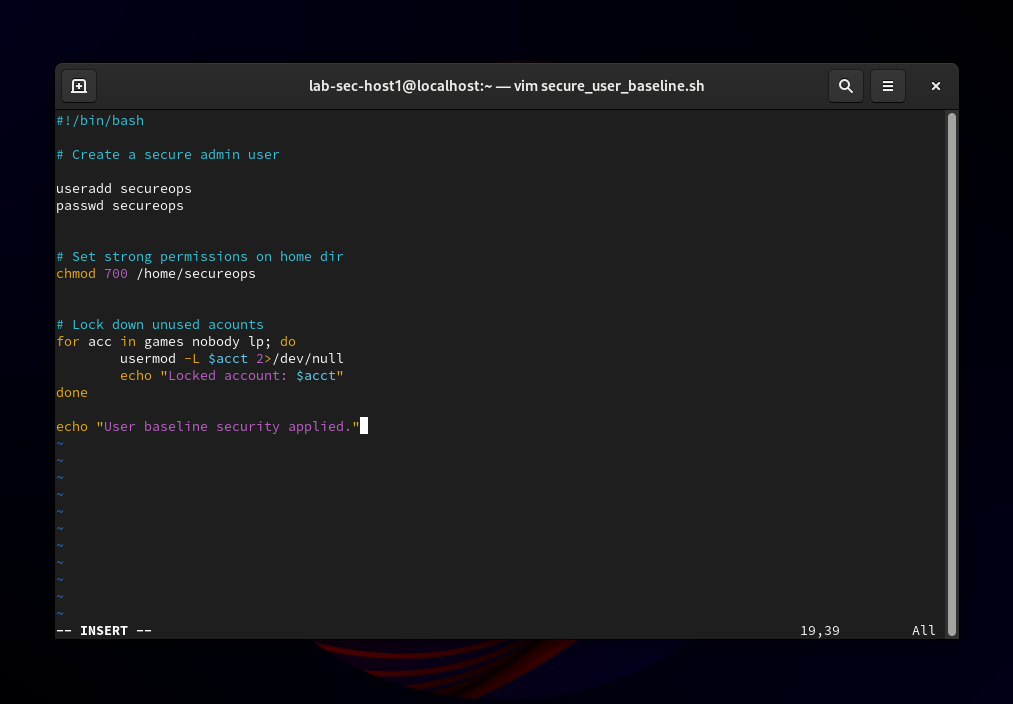 lab-sec-host1@localhost:~ — vim secure_user_baseline.sh
#!/bin/bash
# Create a secure admin user
useradd secureops
passwd secureops
# Set strong permissions on home dir
chmod 700 /home/secureops
# Lock down unused acounts
for acc in games nobody lp; do
        usermod -L $acct 2>/dev/null
        echo "Locked account: $acct"
done
echo "User baseline security applied."
~
~
~
~
~
~
~
~
~
~
~
-- INSERT -- 19,39 All